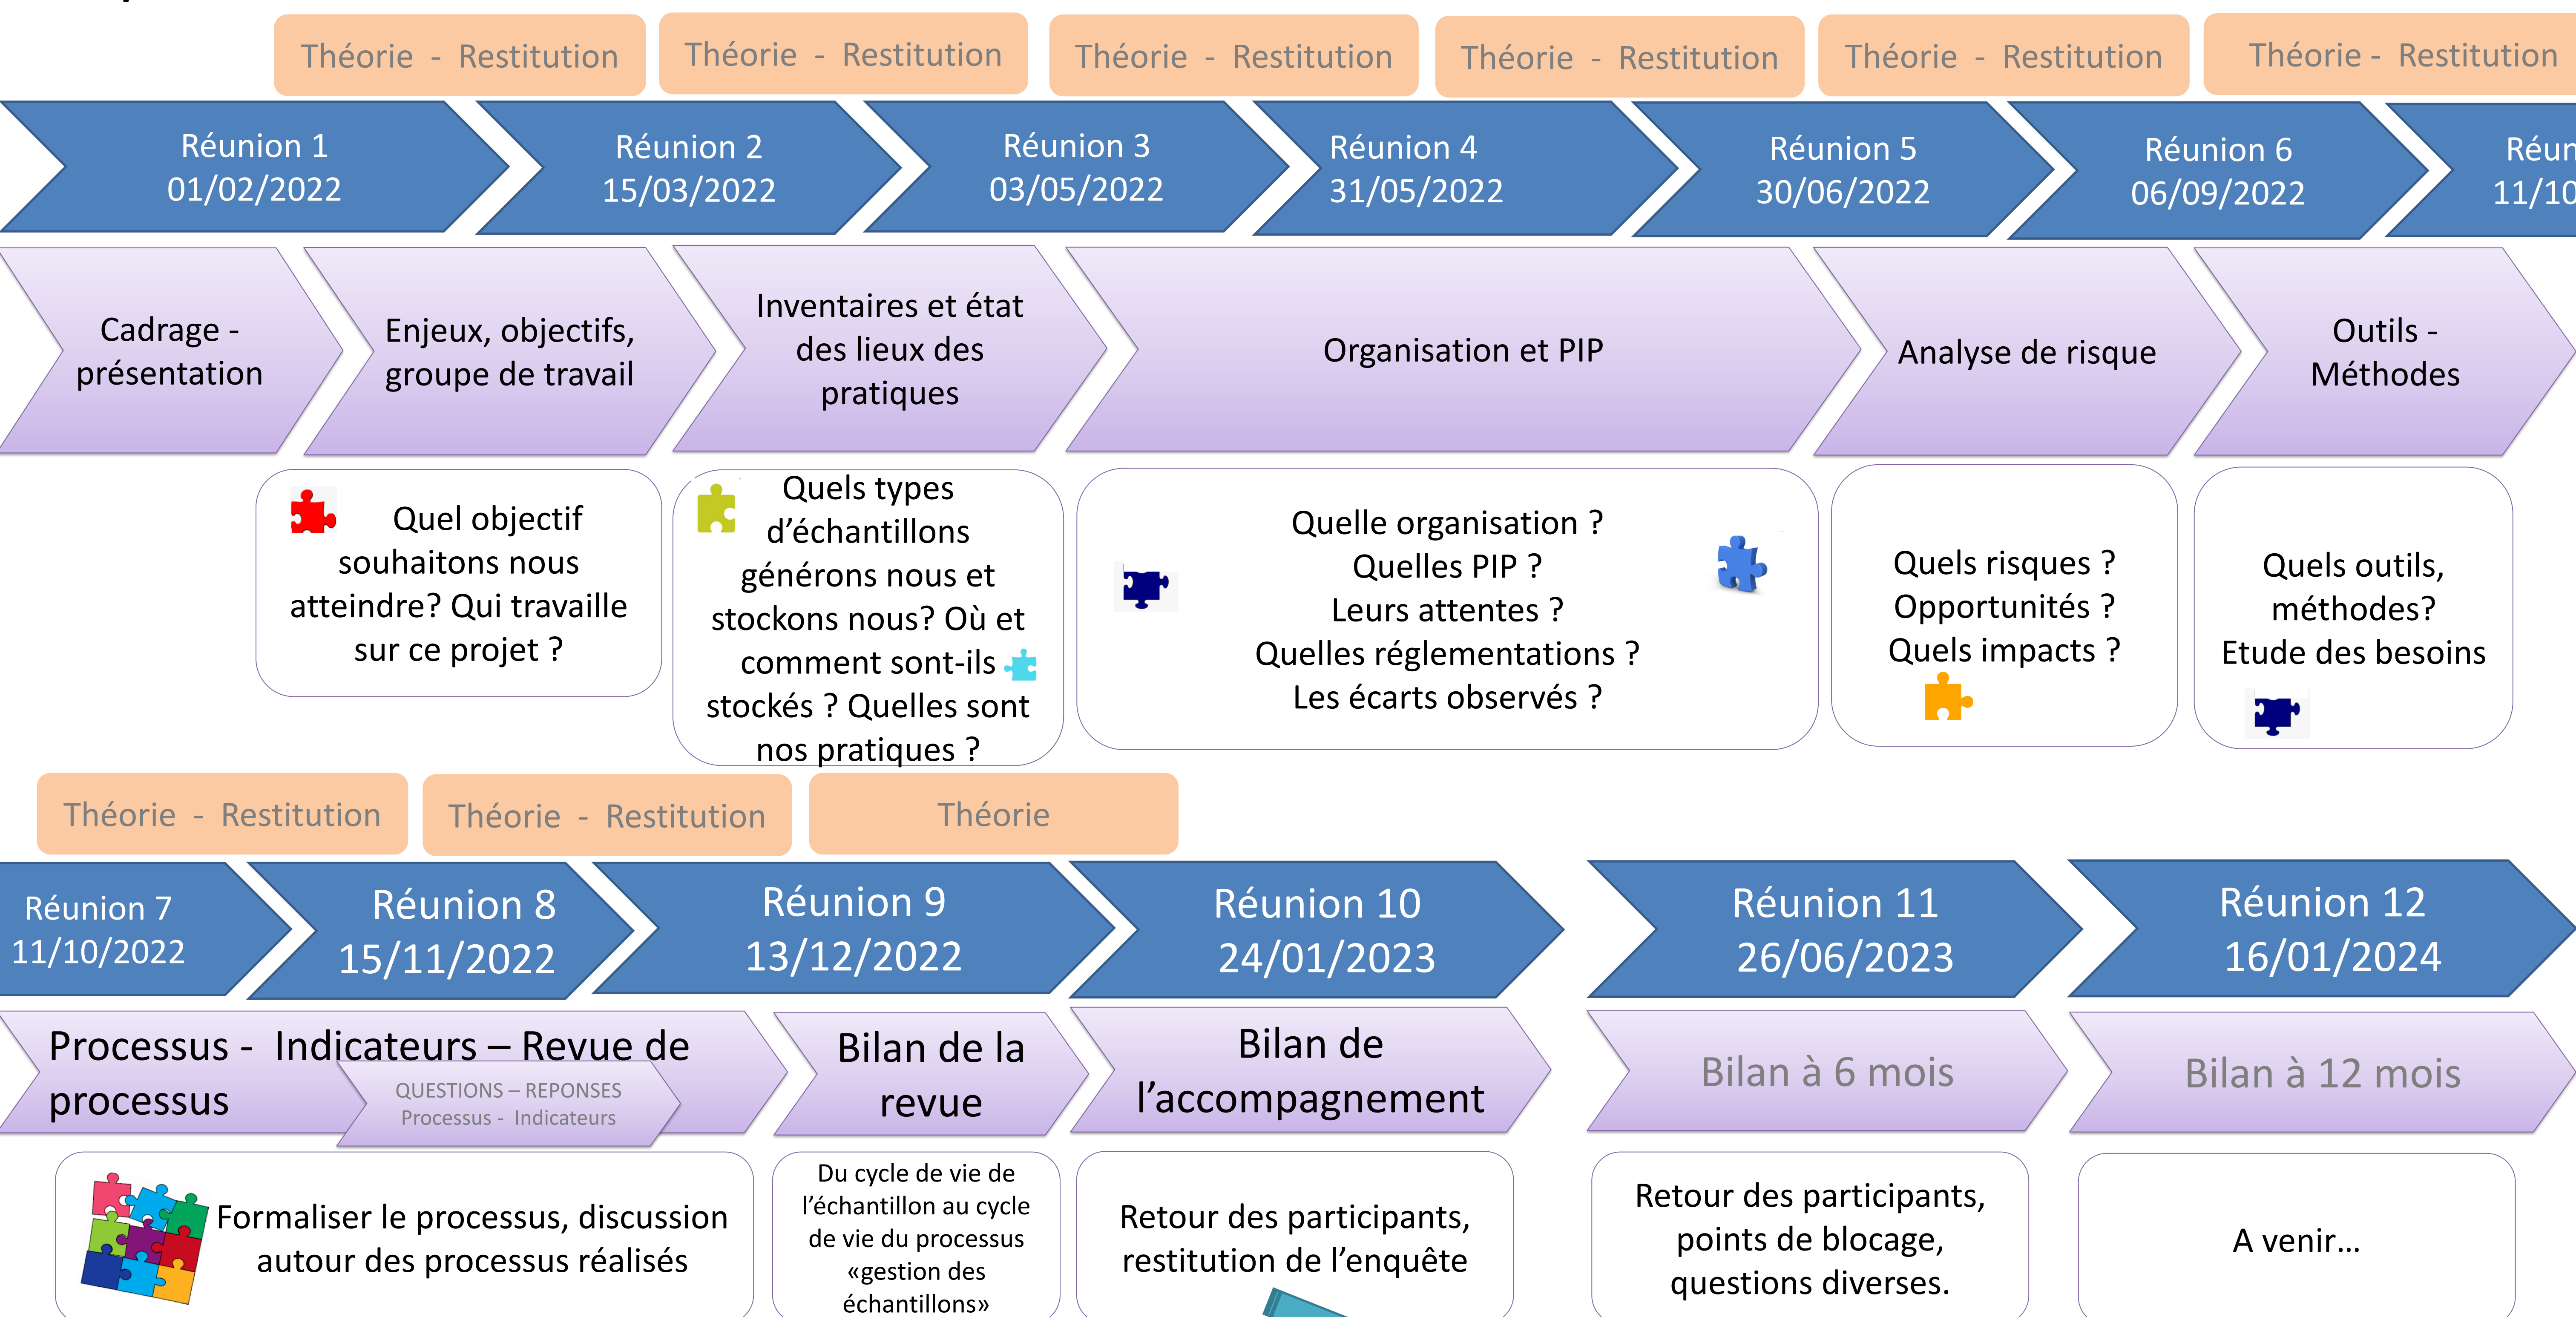 Théorie - Restitution
Théorie - Restitution
Théorie - Restitution
Théorie - Restitution
Théorie - Restitution
Théorie - Restitution
Réunion 1
01/02/2022
Réunion 2
15/03/2022
Réunion 3
03/05/2022
Réunion 4
31/05/2022
Réunion 5
30/06/2022
Réunion 6
06/09/2022
Réun
11/10
Cadrage -
présentation
Enjeux, objectifs,
groupe de travail
Inventaires et état
des lieux des
pratiques
Organisation et PIP
Analyse de risque
Outils -
Méthodes
Quel objectif
souhaitons nous
atteindre? Qui travaille
sur ce projet ?
Quels types
d’échantillons
générons nous et
stockons nous? Où et
comment sont-ils
stockés ? Quelles sont
nos pratiques ?
Quelle organisation ?
Quelles PIP ?
Leurs attentes ?
Quelles réglementations ?
Les écarts observés ?
Quels risques ?
Opportunités ?
Quels impacts ?
Quels outils,
méthodes?
Etude des besoins
Théorie - Restitution
Théorie - Restitution
Théorie
Réunion 7
11/10/2022
Réunion 8
15/11/2022
Réunion 9
13/12/2022
Réunion 10
24/01/2023
Réunion 11
26/06/2023
Réunion 12
16/01/2024
Processus - Indicateurs – Revue de
processus
QUESTIONS – REPONSES
Processus - Indicateurs
Bilan de la
revue
Bilan de
l’accompagnement
Bilan à 6 mois
Bilan à 12 mois
Formaliser le processus, discussion
autour des processus réalisés
Du cycle de vie de
l’échantillon au cycle
de vie du processus
«gestion des
échantillons»
Retour des participants,
restitution de l’enquête
Retour des participants,
points de blocage,
questions diverses.
A venir…